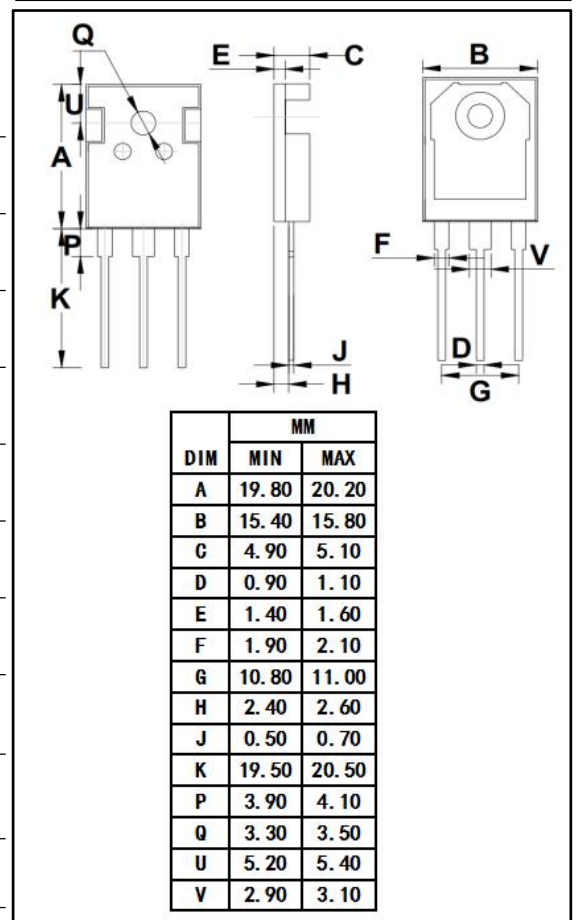 Q
E C B
U
A
P
K
F V
J
H
D
G
MM
DIM MIN MAX
A 19.80 20.20
B 15.40 15.80
C 4.90 5.10
D 0.90 1.10
E 1.40 1.60
F 1.90 2.10
G 10.80 11.00
H 2.40 2.60
J 0.50 0.70
K 19.50 20.50
P 3.90 4.10
Q 3.30 3.50
U 5.20 5.40
V 2.90 3.10